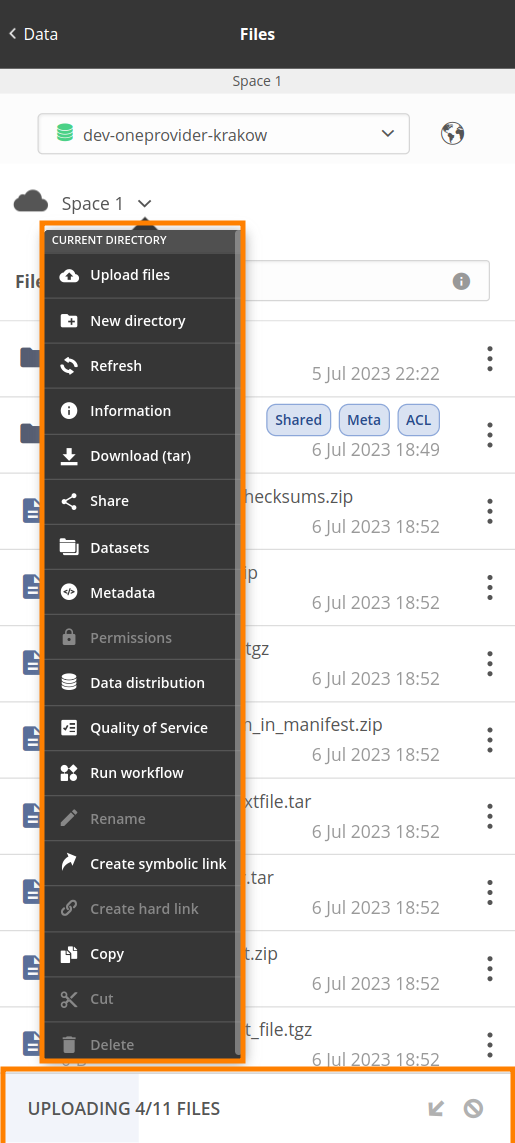 Data
Files
Space 1
dev-oneprovider-krakow
Space 1
CURRENT DIRECTORY
File
Upload files
New directory
Refresh
5 Jul 2023 22:22
Information
Shared Meta ACL
Download (tar)
6 Jul 2023 18:49
Share
hecksums.zip
6 Jul 2023 18:52
Datasets
ip
Metadata
6 Jul 2023 18:52
Permissions
.tgz
Data distribution
6 Jul 2023 18:52
Quality of Service
n_in_manifest.zip
6 Jul 2023 18:52
Run workflow
xtfile.tar
Rename
6 Jul 2023 18:52
Create symbolic link
.tar
Create hard link
6 Jul 2023 18:52
Copy
t.zip
6 Jul 2023 18:52
Cut
t_file.tgz
Delete
6 Jul 2023 18:52
UPLOADING 4/11 FILES